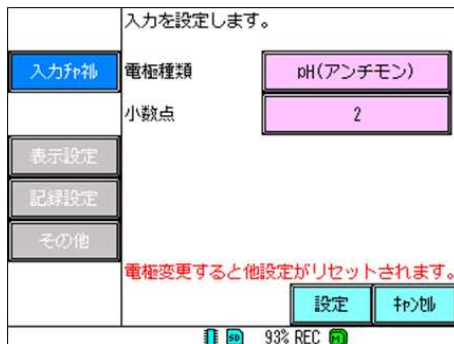 入力を設定します。
入力ﾁｬﾈﾙ
電極種類
pH(アンチモン)
小数点
2
表示設定
記録設定
その他
電極変更すると他設定がリセットされます。
設定
ｷｬﾝｾﾙ
SD 93% REC M